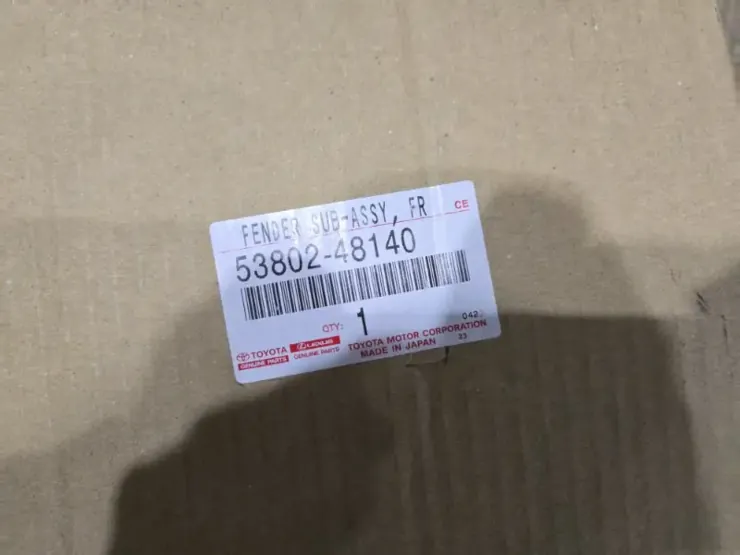 FENDER SUB-ASSY, FR CE
53802-48140
QTY: 1
042
TOYOTA LEXUS TOYOTA MOTOR CORPORATION
GENUINE PARTS GENUINE PARTS MADE IN JAPAN 23